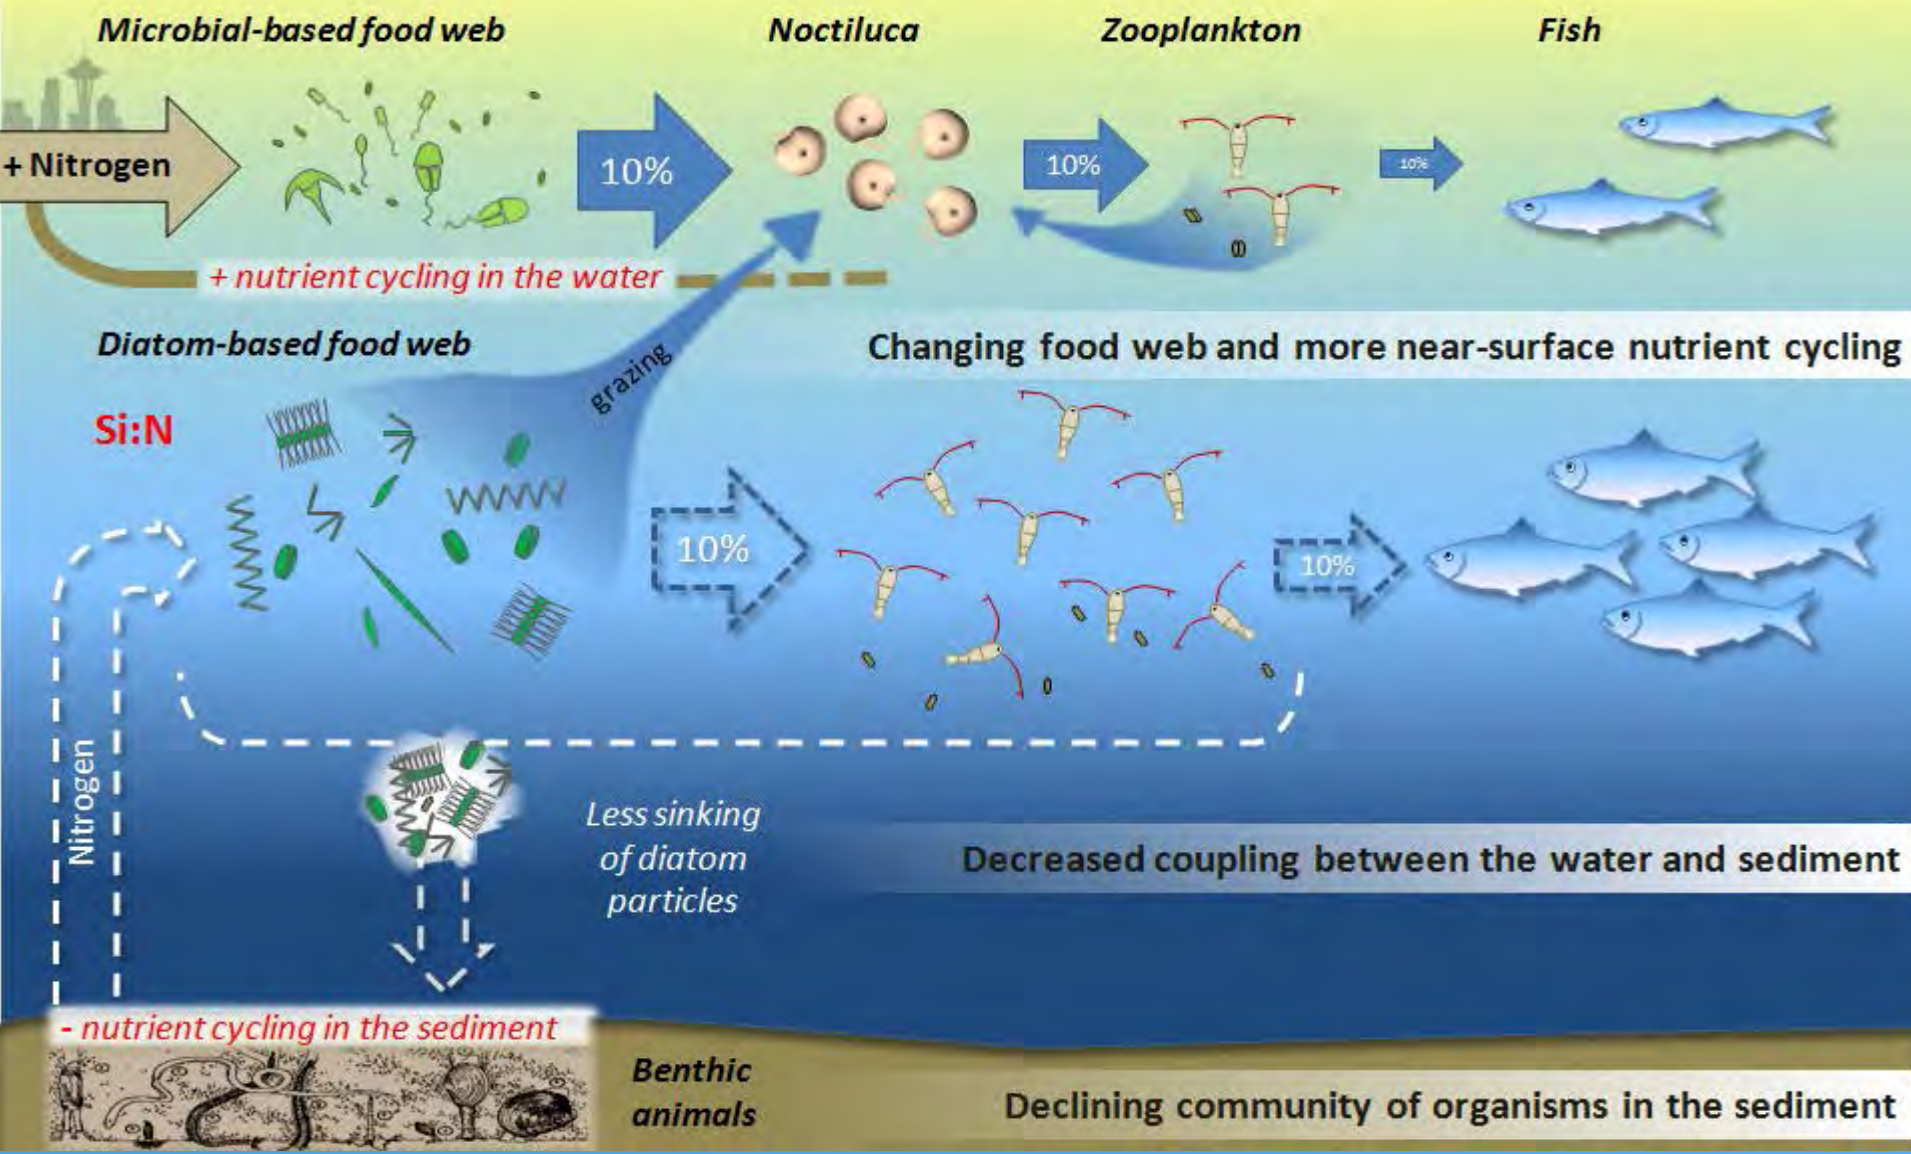 Microbial-based food web
Noctiluca
Zooplankton
Fish
+ Nitrogen
10%
10%
10%
+ nutrient cycling in the water
Diatom-based food web
Changing food web and more near-surface nutrient cycling
grazing
Si:N
10%
10%
Nitrogen
Less sinking
of diatom
particles
Decreased coupling between the water and sediment
- nutrient cycling in the sediment
Benthic
animals
Declining community of organisms in the sediment